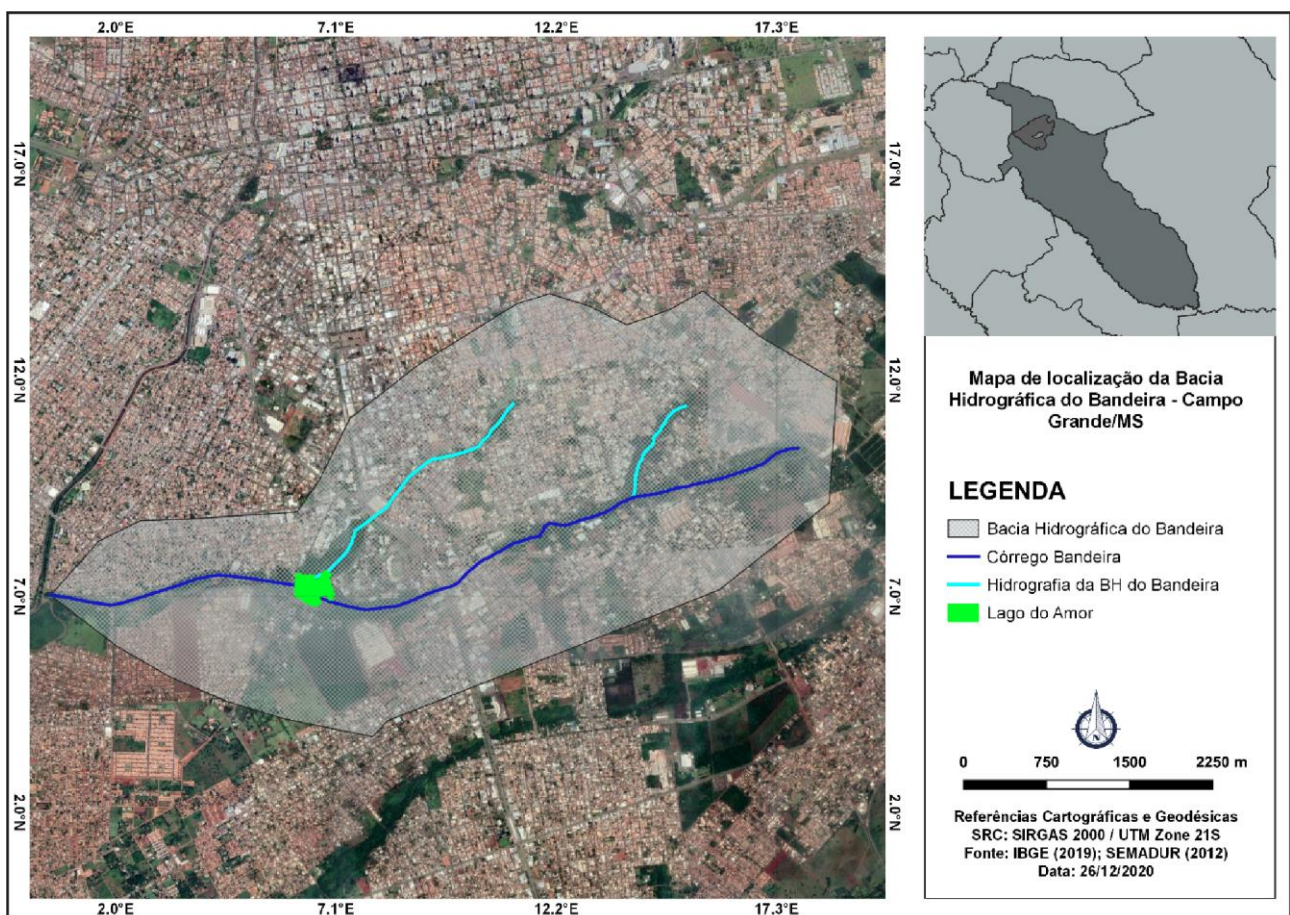 2.0°E 7.1°E 12.2°E 17.3°E
17.0°N 17.0°N
12.0°N 12.0°N
7.0°N 7.0°N
2.0°N 2.0°N
2.0°E 7.1°E 12.2°E 17.3°E
Mapa de localização da Bacia
Hidrográfica do Bandeira - Campo
Grande/MS
LEGENDA
Bacia Hidrográfica do Bandeira
Córrego Bandeira
Hidrografia da BH do Bandeira
Lago do Amor
N
0 750 1500 2250 m
Referências Cartográficas e Geodésicas
SRC: SIRGAS 2000 / UTM Zone 21S
Fonte: IBGE (2019); SEMADUR (2012)
Data: 26/12/2020